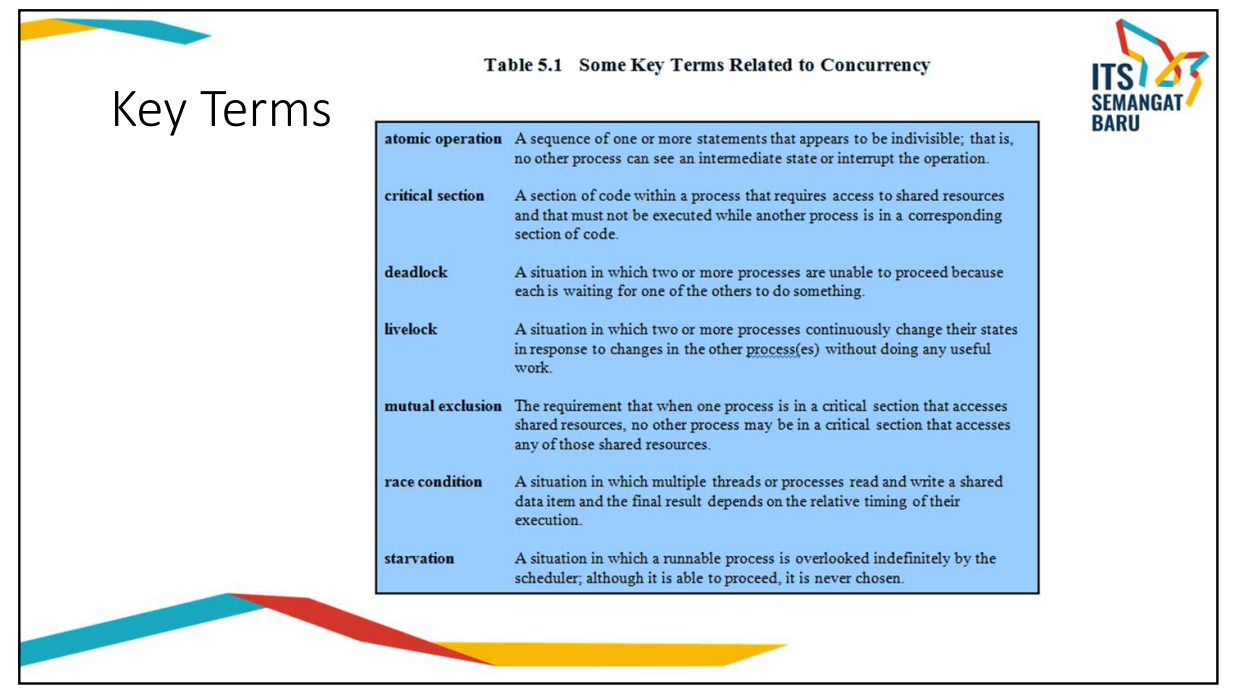 Table 5.1 Some Key Terms Related to Concurrency
Key Terms
ITS
SEMANGAT
BARU
atomic operation A sequence of one or more statements that appears to be indivisible; that is,
no other process can see an intermediate state or interrupt the operation.
critical section A section of code within a process that requires access to shared resources
and that must not be executed while another process is in a corresponding
section of code.
deadlock A situation in which two or more processes are unable to proceed because
each is waiting for one of the others to do something.
livelock A situation in which two or more processes continuously change their states
in response to changes in the other process(es) without doing any useful
work.
mutual exclusion The requirement that when one process is in a critical section that accesses
shared resources, no other process may be in a critical section that accesses
any of those shared resources.
race condition A situation in which multiple threads or processes read and write a shared
data item and the final result depends on the relative timing of their
execution.
starvation A situation in which a runnable process is overlooked indefinitely by the
scheduler; although it is able to proceed, it is never chosen.